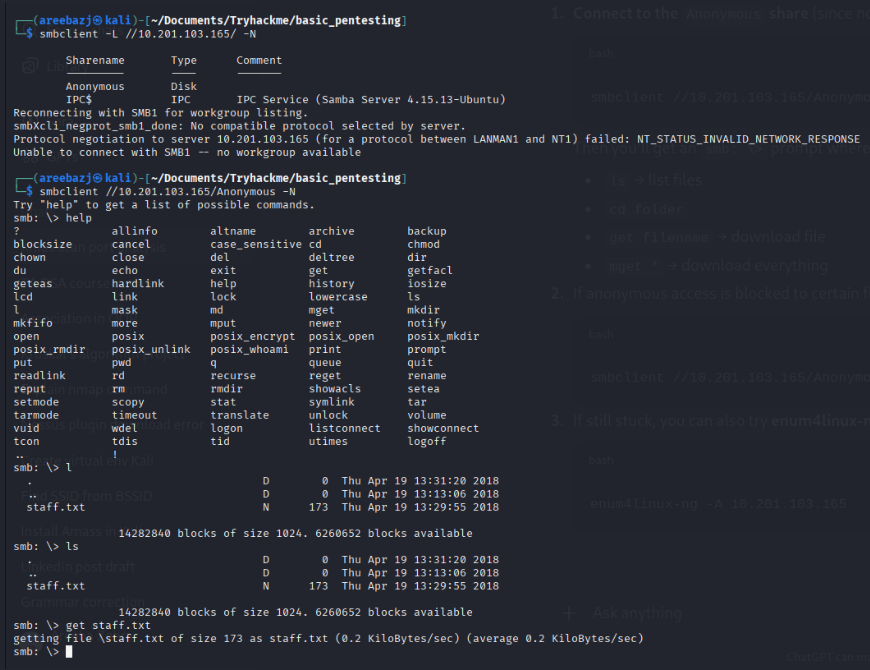 ┌──(areebazj㉿kali)-[~/Documents/Tryhackme/basic_pentesting]
└─$ smbclient -L //10.201.103.165/ -N
Sharename Type Comment
Anonymous Disk
IPC$ IPC IPC Service (Samba Server 4.15.13-Ubuntu)
Reconnecting with SMB1 for workgroup listing.
smbXcli_negprot_smb1_done: No compatible protocol selected by server.
Protocol negotiation to server 10.201.103.165 (for a protocol between LANMAN1 and NT1) failed: NT_STATUS_INVALID_NETWORK_RESPONSE
Unable to connect with SMB1 -- no workgroup available
┌──(areebazj㉿kali)-[~/Documents/Tryhackme/basic_pentesting]
└─$ smbclient //10.201.103.165/Anonymous -N
Try "help" to get a list of possible commands.
smb: \> help
? allinfo altname archive backup
blocksize cancel case_sensitive cd chmod
chown close del deltree dir
du echo exit get getfacl
geteas hardlink help history iosize
lcd link lock lowercase ls
l mask md mget mkdir
mkfifo more mput newer notify
open posix posix_encrypt posix_open posix_mkdir
posix_rmdir posix_unlink posix_whoami print prompt
put pwd q queue quit
readlink rd recurse reget rename
reput rm rmdir showacls setea
setmode scopy stat symlink tar
tarmode timeout translate unlock volume
vuid wdel logon listconnect showconnect
tcon tdis tid utimes logoff
.. !
smb: \> l
. D 0 Thu Apr 19 13:31:20 2018
.. D 0 Thu Apr 19 13:13:06 2018
staff.txt N 173 Thu Apr 19 13:29:55 2018
14282840 blocks of size 1024. 6260652 blocks available
smb: \> ls
. D 0 Thu Apr 19 13:31:20 2018
.. D 0 Thu Apr 19 13:13:06 2018
staff.txt N 173 Thu Apr 19 13:29:55 2018
14282840 blocks of size 1024. 6260652 blocks available
smb: \> get staff.txt
getting file \staff.txt of size 173 as staff.txt (0.2 KiloBytes/sec) (average 0.2 KiloBytes/sec)
smb: \>
1. Connect to the Anonymous share (since no
bash
smbclient //10.201.103.165/Anonymo
ls → list files
cd folder
get filename → download file
mget * → download everything
2. If anonymous access is blocked to certain f
bash
smbclient //10.201.103.165/Anonymo
3. If still stuck, you can also try enum4linux-n
bash
enum4linux-ng -A 10.201.103.165
+ Ask anything